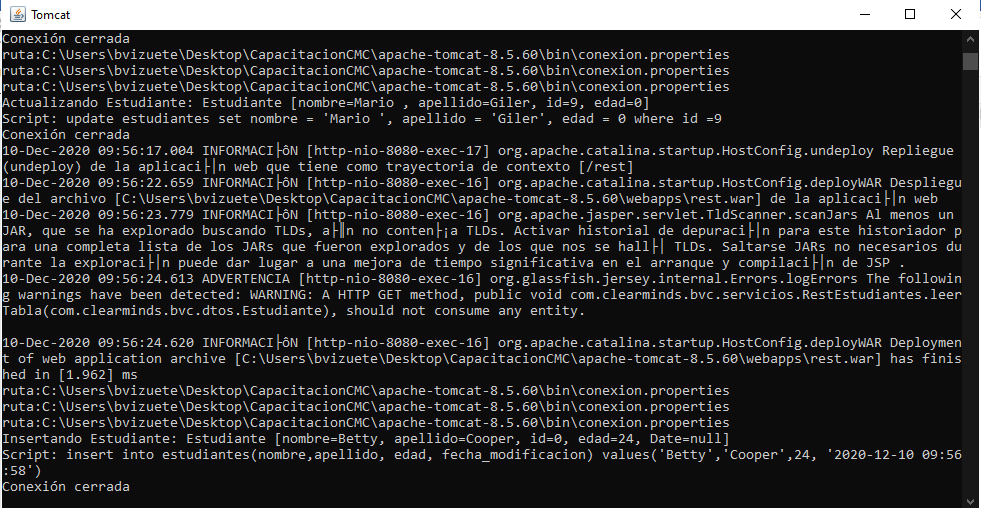 Tomcat
Conexión cerrada
ruta:C:\Users\bvizuete\Desktop\CapacitacionCMC\apache-tomcat-8.5.60\bin\conexion.properties
ruta:C:\Users\bvizuete\Desktop\CapacitacionCMC\apache-tomcat-8.5.60\bin\conexion.properties
ruta:C:\Users\bvizuete\Desktop\CapacitacionCMC\apache-tomcat-8.5.60\bin\conexion.properties
Actualizando Estudiante: Estudiante [nombre=Mario , apellido=Giler, id=9, edad=0]
Script: update estudiantes set nombre = 'Mario ', apellido = 'Giler', edad = 0 where id =9
Conexión cerrada
10-Dec-2020 09:56:17.004 INFORMACI├ôN [http-nio-8080-exec-17] org.apache.catalina.startup.HostConfig.undeploy Repliegue
(undeploy) de la aplicaci├│n web que tiene como trayectoria de contexto [/rest]
10-Dec-2020 09:56:22.659 INFORMACI├ôN [http-nio-8080-exec-16] org.apache.catalina.startup.HostConfig.deployWAR Despliegu
e del archivo [C:\Users\bvizuete\Desktop\CapacitacionCMC\apache-tomcat-8.5.60\webapps\rest.war] de la aplicaci├│n web
10-Dec-2020 09:56:23.779 INFORMACI├ôN [http-nio-8080-exec-16] org.apache.jasper.servlet.TldScanner.scanJars Al menos un
JAR, que se ha explorado buscando TLDs, a├║n no conten├¡a TLDs. Activar historial de depuraci├│n para este historiador p
ara una completa lista de los JARs que fueron explorados y de los que nos se hall├│ TLDs. Saltarse JARs no necesarios du
rante la exploraci├│n puede dar lugar a una mejora de tiempo significativa en el arranque y compilaci├│n de JSP .
10-Dec-2020 09:56:24.613 ADVERTENCIA [http-nio-8080-exec-16] org.glassfish.jersey.internal.Errors.logErrors The followin
g warnings have been detected: WARNING: A HTTP GET method, public void com.clearminds.bvc.servicios.RestEstudiantes.leer
Tabla(com.clearminds.bvc.dtos.Estudiante), should not consume any entity.
10-Dec-2020 09:56:24.620 INFORMACI├ôN [http-nio-8080-exec-16] org.apache.catalina.startup.HostConfig.deployWAR Deploymen
t of web application archive [C:\Users\bvizuete\Desktop\CapacitacionCMC\apache-tomcat-8.5.60\webapps\rest.war] has finis
hed in [1.962] ms
ruta:C:\Users\bvizuete\Desktop\CapacitacionCMC\apache-tomcat-8.5.60\bin\conexion.properties
ruta:C:\Users\bvizuete\Desktop\CapacitacionCMC\apache-tomcat-8.5.60\bin\conexion.properties
ruta:C:\Users\bvizuete\Desktop\CapacitacionCMC\apache-tomcat-8.5.60\bin\conexion.properties
Insertando Estudiante: Estudiante [nombre=Betty, apellido=Cooper, id=0, edad=24, Date=null]
Script: insert into estudiantes(nombre,apellido, edad, fecha_modificacion) values('Betty','Cooper',24, '2020-12-10 09:56
:58')
Conexión cerrada